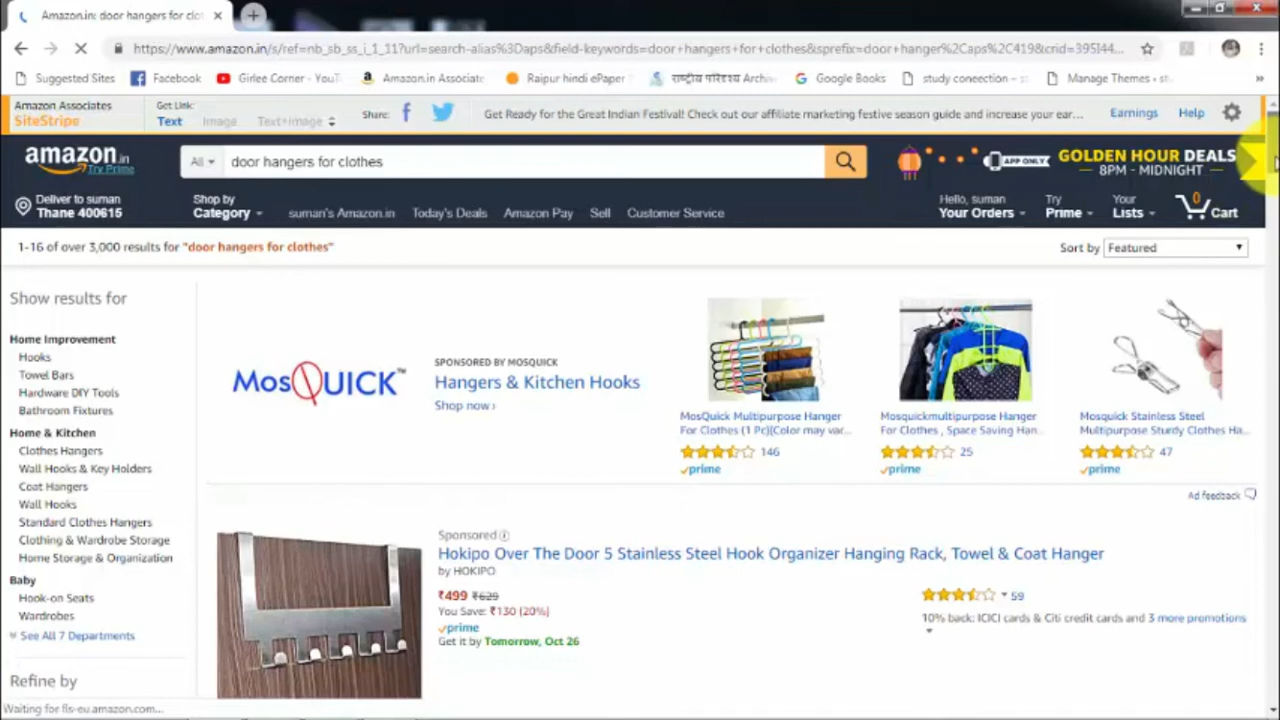 Amazon.in: door hangers for clot
https://www.amazon.in/s/ref=nb_sb_ss_i_1_11?url=search-alias%3Daps&field-keywords=door+hangers+for+clothes&sprefix=door+hanger%2Caps%2C419&crid=395I44...
Suggested Sites Facebook Girlee Corner - YouT Amazon.in Associate Raipur hindi ePaper राष्ट्रीय परिदृश्य Archiv Google Books study conection – s Manage Themes ‹ st »
Amazon Associates Get Link:
SiteStripe Text Image Text+Image Share: Get Ready for the Great Indian Festival! Check out our affiliate marketing festive season guide and increase your ear... Earnings Help
amazon.in All door hangers for clothes APP ONLY GOLDEN HOUR DEALS
Try Prime 8PM - MIDNIGHT
Deliver to suman Shop by Hello, suman Try Your 0
Thane 400615 Category suman's Amazon.in Today's Deals Amazon Pay Sell Customer Service Your Orders Prime Lists Cart
1-16 of over 3,000 results for "door hangers for clothes" Sort by Featured
Show results for
Home Improvement
Hooks
Towel Bars
Hardware DIY Tools
Bathroom Fixtures
Home & Kitchen
Clothes Hangers
Wall Hooks & Key Holders
Coat Hangers
Wall Hooks
Standard Clothes Hangers
Clothing & Wardrobe Storage
Home Storage & Organization
Baby
Hook-on Seats
Wardrobes
See All 7 Departments
Refine by
MosQUICK™
SPONSORED BY MOSQUICK
Hangers & Kitchen Hooks
Shop now ›
MosQuick Multipurpose Hanger
For Clothes (1 Pc)(Color may var...
146
prime
Mosquickmultipurpose Hanger
For Clothes , Space Saving Han...
25
prime
Mosquick Stainless Steel
Multipurpose Sturdy Clothes Ha...
47
prime
Ad feedback
Sponsored
Hokipo Over The Door 5 Stainless Steel Hook Organizer Hanging Rack, Towel & Coat Hanger
by HOKIPO
₹499 ₹629
You Save: ₹130 (20%)
prime
Get it by Tomorrow, Oct 26
59
10% back: ICICI cards & Citi credit cards and 3 more promotions
Waiting for fls-eu.amazon.com...